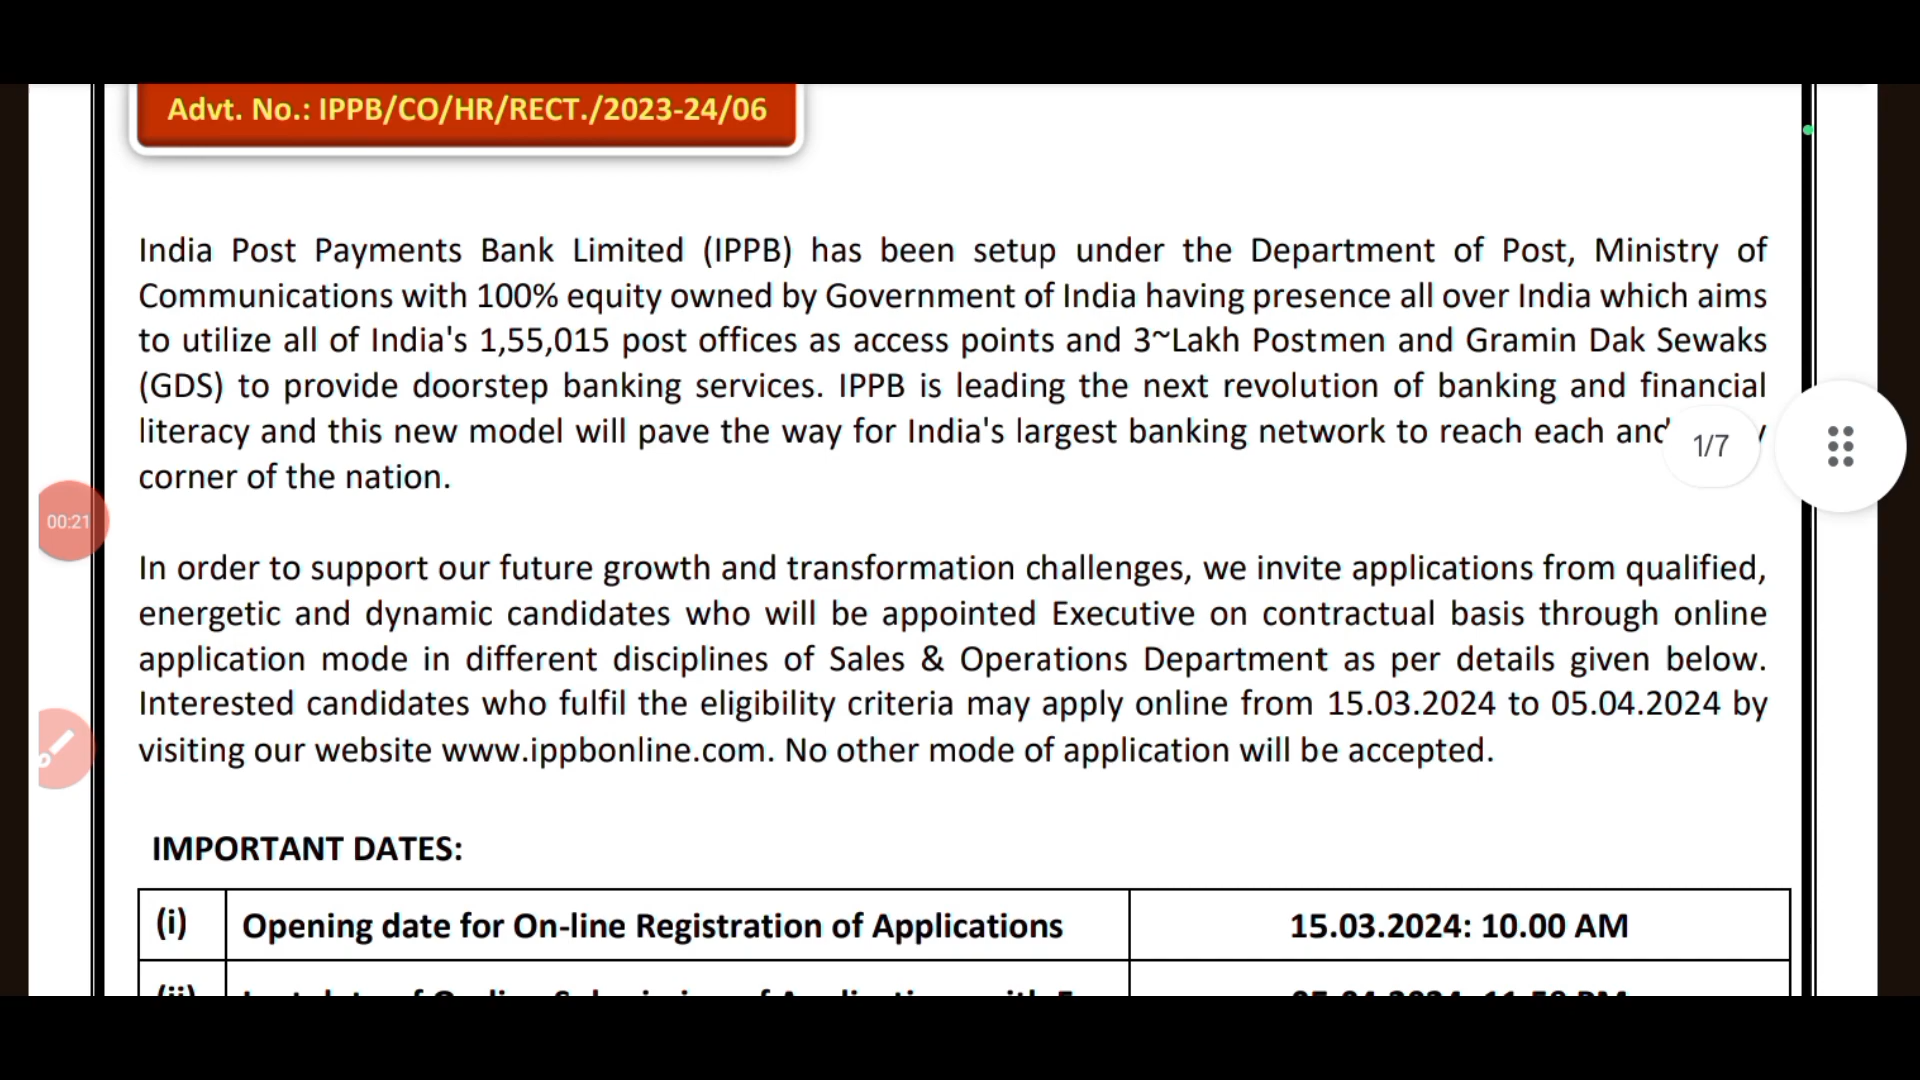 Advt. No.: IPPB/CO/HR/RECT./2023-24/06
India Post Payments Bank Limited (IPPB) has been setup under the Department of Post, Ministry of
Communications with 100% equity owned by Government of India having presence all over India which aims
to utilize all of India's 1,55,015 post offices as access points and 3~Lakh Postmen and Gramin Dak Sewaks
(GDS) to provide doorstep banking services. IPPB is leading the next revolution of banking and financial
literacy and this new model will pave the way for India's largest banking network to reach each and
1/7
corner of the nation.
00:21
In order to support our future growth and transformation challenges, we invite applications from qualified,
energetic and dynamic candidates who will be appointed Executive on contractual basis through online
application mode in different disciplines of Sales & Operations Department as per details given below.
Interested candidates who fulfil the eligibility criteria may apply online from 15.03.2024 to 05.04.2024 by
visiting our website www.ippbonline.com. No other mode of application will be accepted.
IMPORTANT DATES:
(i) Opening date for On-line Registration of Applications 15.03.2024: 10.00 AM